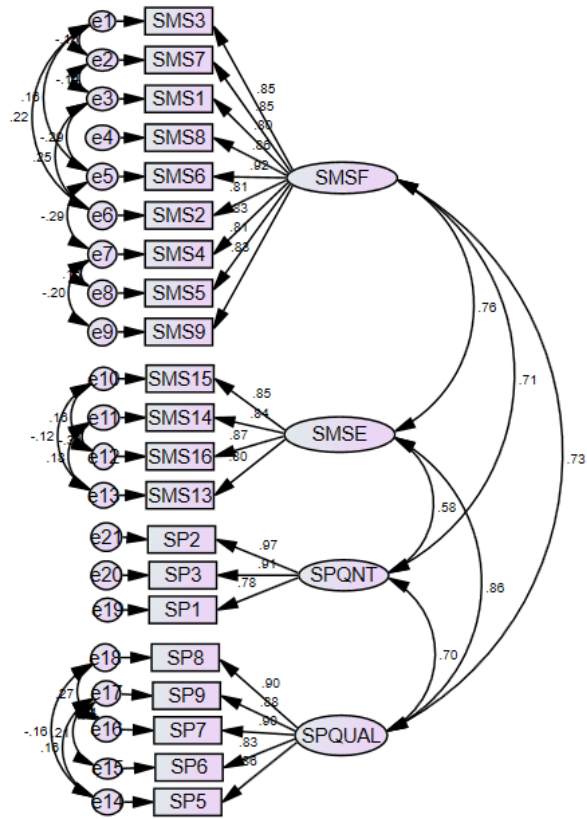 e1 SMS3
e2 SMS7
e3 SMS1
e4 SMS8
e5 SMS6
e6 SMS2
e7 SMS4
e8 SMS5
e9 SMS9
.16
.22
-.29
.25
-.29
-.20
.85
.85
.80
.92
.81
.83
.81
.83
SMSF
.76
.71
.73
e10 SMS15
e11 SMS14
e12 SMS16
e13 SMS13
.16
-.12
.18
.85
.84
.87
.80
SMSE
.58
.86
e21 SP2
e20 SP3
e19 SP1
.97
.91
.78
SPQNT
.70
e18 SP8
e17 SP9
e16 SP7
e15 SP6
e14 SP5
.27
-.16
.21
.16
.90
.88
.90
.83
SPQUAL